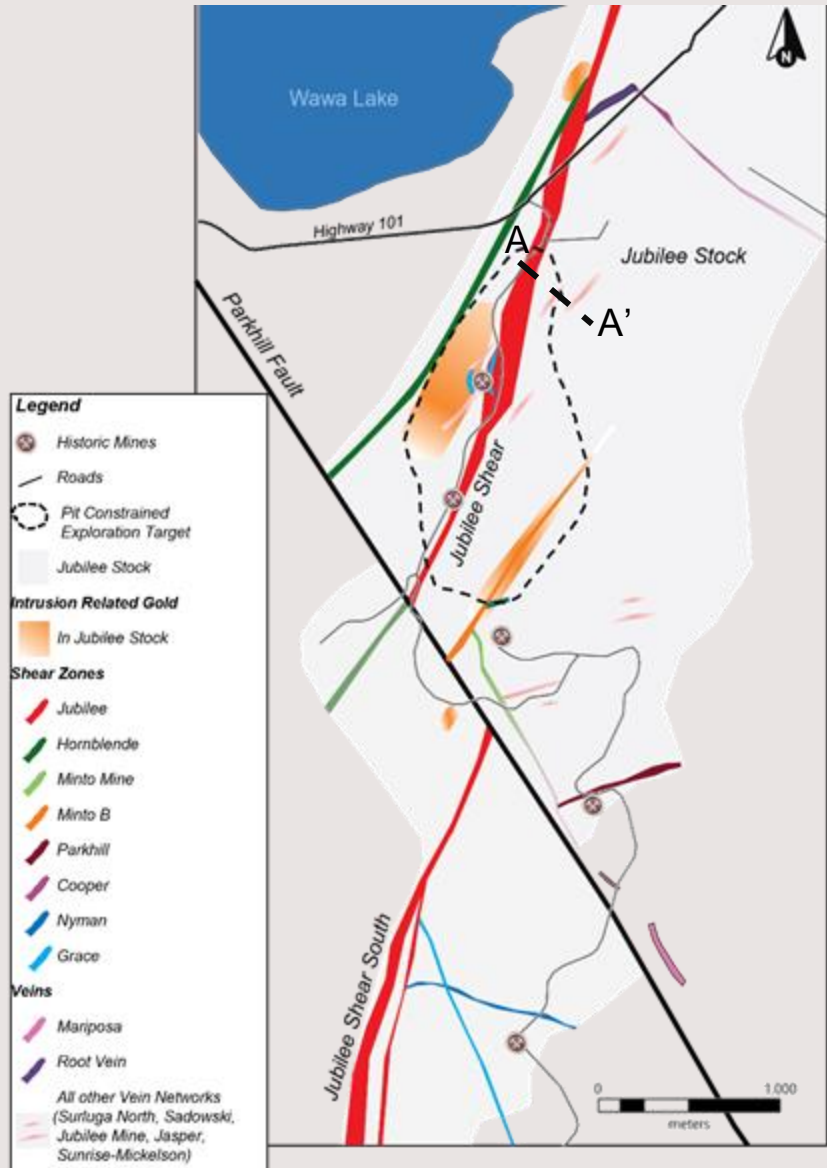 N
Wawa Lake
Highway 101
A
Jubilee Stock
A'
Parkhill Fault
Jubilee Shear
Jubilee Shear South
Legend
Historic Mines
Roads
Pit Constrained
Exploration Target
Jubilee Stock
Intrusion Related Gold
In Jubilee Stock
Shear Zones
Jubilee
Hornblende
Minto Mine
Minto B
Parkhill
Cooper
Nyman
Grace
Veins
Mariposa
Root Vein
All other Vein Networks
(Surluga North, Sadowski,
Jubilee Mine, Jasper,
Sunrise-Mickelson)
0 1,000
meters